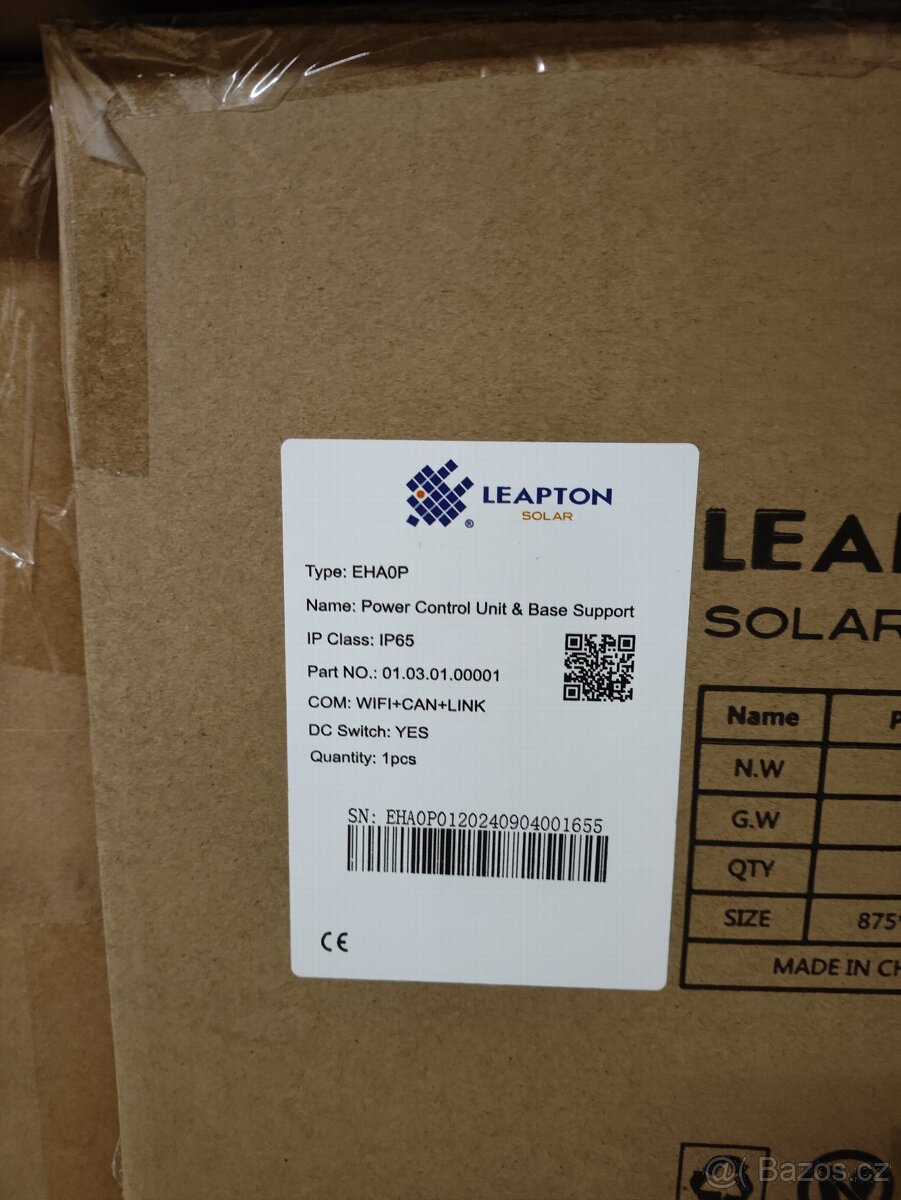 LEAPTON
SOLAR
®
Type: EHA0P
Name: Power Control Unit & Base Support
IP Class: IP65
Part NO.: 01.03.01.00001
COM: WIFI+CAN+LINK
DC Switch: YES
Quantity: 1pcs
SN: EHA0P0120240904001655
CE
LEA
SOLAR
Name
N.W
G.W
QTY
SIZE 875
MADE IN CH
@ Bazos.cz